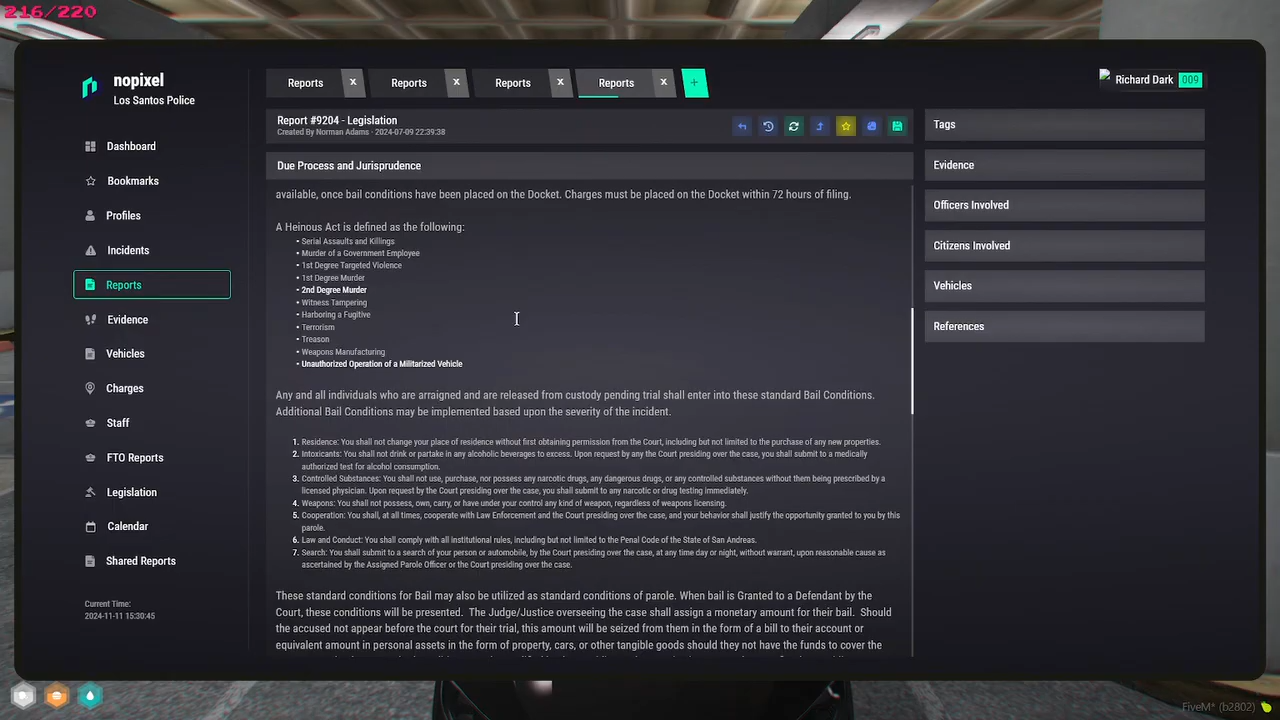 216/220
nopixel
Los Santos Police
Dashboard
Bookmarks
Profiles
Incidents
Reports
Evidence
Vehicles
Charges
Staff
FTO Reports
Legislation
Calendar
Shared Reports
Current Time:
2024-11-11 15:30:45
Reports x Reports x Reports x Reports x +
Richard Dark 009
Report #9204 - Legislation
Created By Norman Adams · 2024-07-09 22:39:38
Due Process and Jurisprudence
available, once bail conditions have been placed on the Docket. Charges must be placed on the Docket within 72 hours of filing.
A Heinous Act is defined as the following:
• Serial Assaults and Killings
• Murder of a Government Employee
• 1st Degree Targeted Violence
• 1st Degree Murder
• 2nd Degree Murder
• Witness Tampering
• Harboring a Fugitive
• Terrorism
• Treason
• Weapons Manufacturing
• Unauthorized Operation of a Militarized Vehicle
Any and all individuals who are arraigned and are released from custody pending trial shall enter into these standard Bail Conditions.
Additional Bail Conditions may be implemented based upon the severity of the incident.
1. Residence: You shall not change your place of residence without first obtaining permission from the Court, including but not limited to the purchase of any new properties.
2. Intoxicants: You shall not drink or partake in any alcoholic beverages to excess. Upon request by any the Court presiding over the case, you shall submit to a medically
authorized test for alcohol consumption.
3. Controlled Substances: You shall not use, purchase, nor possess any narcotic drugs, any dangerous drugs, or any controlled substances without them being prescribed by a
licensed physician. Upon request by the Court presiding over the case, you shall submit to any narcotic or drug testing immediately.
4. Weapons: You shall not possess, own, carry, or have under your control any kind of weapon, regardless of weapons licensing.
5. Cooperation: You shall, at all times, cooperate with Law Enforcement and the Court presiding over the case, and your behavior shall justify the opportunity granted to you by this
parole.
6. Law and Conduct: You shall comply with all institutional rules, including but not limited to the Penal Code of the State of San Andreas.
7. Search: You shall submit to a search of your person or automobile, by the Court presiding over the case, at any time day or night, without warrant, upon reasonable cause as
ascertained by the Assigned Parole Officer or the Court presiding over the case.
These standard conditions for Bail may also be utilized as standard conditions of parole. When bail is Granted to a Defendant by the
Court, these conditions will be presented. The Judge/Justice overseeing the case shall assign a monetary amount for their bail. Should
the accused not appear before the court for their trial, this amount will be seized from them in the form of a bill to their account or
equivalent amount in personal assets in the form of property, cars, or other tangible goods should they not have the funds to cover the
Tags
Evidence
Officers Involved
Citizens Involved
Vehicles
References
FiveM* (b2802)